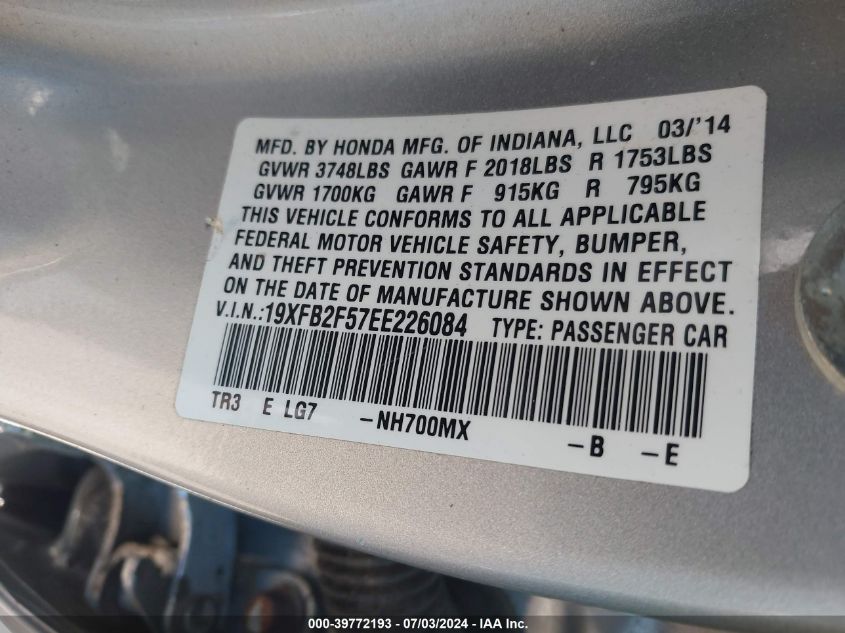 MFD. BY HONDA MFG. OF INDIANA, LLC 03/'14
GVWR 3748LBS GAWR F 2018LBS R 1753LBS
GVWR 1700KG GAWR F 915KG R 795KG
THIS VEHICLE CONFORMS TO ALL APPLICABLE
FEDERAL MOTOR VEHICLE SAFETY, BUMPER,
AND THEFT PREVENTION STANDARDS IN EFFECT
ON THE DATE OF MANUFACTURE SHOWN ABOVE.
V.I.N.:19XFB2F57EE226084 TYPE: PASSENGER CAR
TR3 E LG7 -NH700MX -B -E
000-39772193 - 07/03/2024 - IAA Inc.